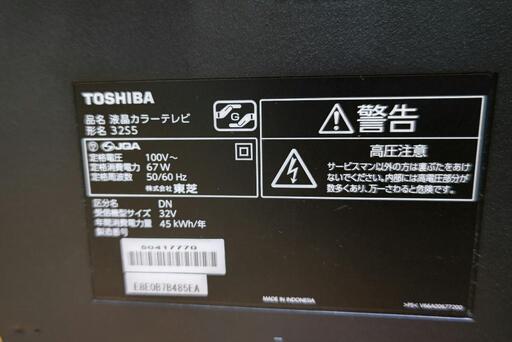 TOSHIBA
品名 液晶カラーテレビ
形名 32S5
JQA
定格電圧 100V～
定格消費電力 67 W
定格周波数 50/60 Hz
株式会社 東芝
区分名 DN
受信機型サイズ 32V
年間消費電力量 45 kWh/年
製造番号
50417770
E8E0B7B485EA
G
警告
高圧注意
サービスマン以外の方は裏ぶたをあけ
ないでください。内部には高電圧部分が
数多くあり、万一さわると危険です。
MADE IN INDONESIA
>PS< V66A00677200